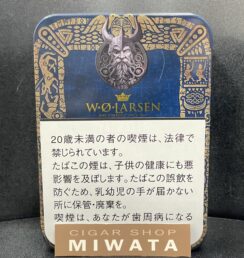 W·Ø·LARSEN
20歳未満の者の喫煙は、法律で
禁じられています。
たばこの煙は、子供の健康にも悪
影響を及ぼします。たばこの誤飲を
防ぐため、乳幼児の手が届かない
所に保管・廃棄を。
喫煙は、あなたが歯周病になる
CIGAR SHOP
MIWATA